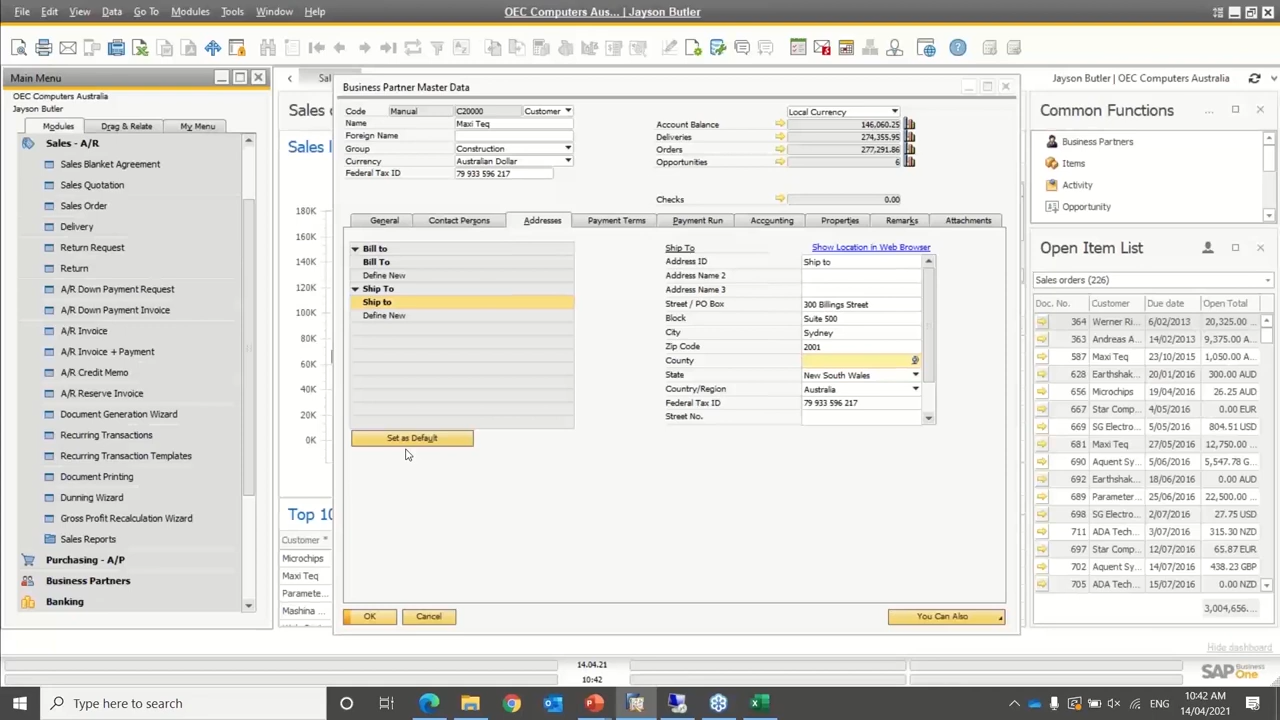 File Edit View Data Go To Modules Tools Window Help
OEC Computers Aus... | Jayson Butler
Main Menu
OEC Computers Australia
Jayson Butler
Modules Drag & Relate My Menu
Sales - A/R
Sales Blanket Agreement
Sales Quotation
Sales Order
Delivery
Return Request
Return
A/R Down Payment Request
A/R Down Payment Invoice
A/R Invoice
A/R Invoice + Payment
A/R Credit Memo
A/R Reserve Invoice
Document Generation Wizard
Recurring Transactions
Recurring Transaction Templates
Document Printing
Dunning Wizard
Gross Profit Recalculation Wizard
Sales Reports
Purchasing - A/P
Business Partners
Banking
Sal
Sales
Sales
180K
160K
140K
120K
100K
80K
60K
40K
20K
0K
Top 10
Customer
Microchips
Maxi Teq
Paramete...
Mashina ...
Business Partner Master Data
Code Manual C20000 Customer
Name Maxi Teq
Foreign Name
Group Construction
Currency Australian Dollar
Federal Tax ID 79 933 596 217
Local Currency
Account Balance 146,060.25
Deliveries 274,355.95
Orders 277,291.86
Opportunities 6
Checks 0.00
General Contact Persons Addresses Payment Terms Payment Run Accounting Properties Remarks Attachments
Bill to
Bill To
Define New
Ship To
Ship to
Define New
Set as Default
Ship To Show Location in Web Browser
Address ID Ship to
Address Name 2
Address Name 3
Street / PO Box 300 Billings Street
Block Suite 500
City Sydney
Zip Code 2001
County
State New South Wales
Country/Region Australia
Federal Tax ID 79 933 596 217
Street No.
OK Cancel You Can Also
Jayson Butler | OEC Computers Australia
Common Functions ...
Business Partners
Items
Activity
Opportunity
Open Item List
Sales orders (226)
Doc. No. Customer Due date Open Total
364 Werner Ri... 6/02/2013 20,325.00 ...
363 Andreas A... 14/02/2013 9,375.00 ...
587 Maxi Teq 23/10/2015 1,050.00 ...
628 Earthshak... 20/01/2016 300.00 AUD
656 Microchips 16/04/2016 26.25 AUD
667 Star Comp... 4/05/2016 0.00 EUR
669 SG Electro... 5/05/2016 804.51 USD
681 Maxi Teq 27/05/2016 12,750.00 ...
690 Aquent Sy... 5/06/2016 5,547.78 G...
692 Earthshak... 18/06/2016 0.00 AUD
689 Parameter... 25/06/2016 22,500.00 ...
698 SG Electro... 2/07/2016 27.75 USD
711 ADA Tech... 9/07/2016 315.30 NZD
697 Star Comp... 12/07/2016 65.87 EUR
702 Aquent Sy... 14/07/2016 438.23 GBP
705 ADA Tech... 15/07/2016 0.00 NZD
3,004,656....
Hide dashboard
14.04.21
10:42
SAP Business One
Type here to search
ENG
10:42 AM
14/04/2021